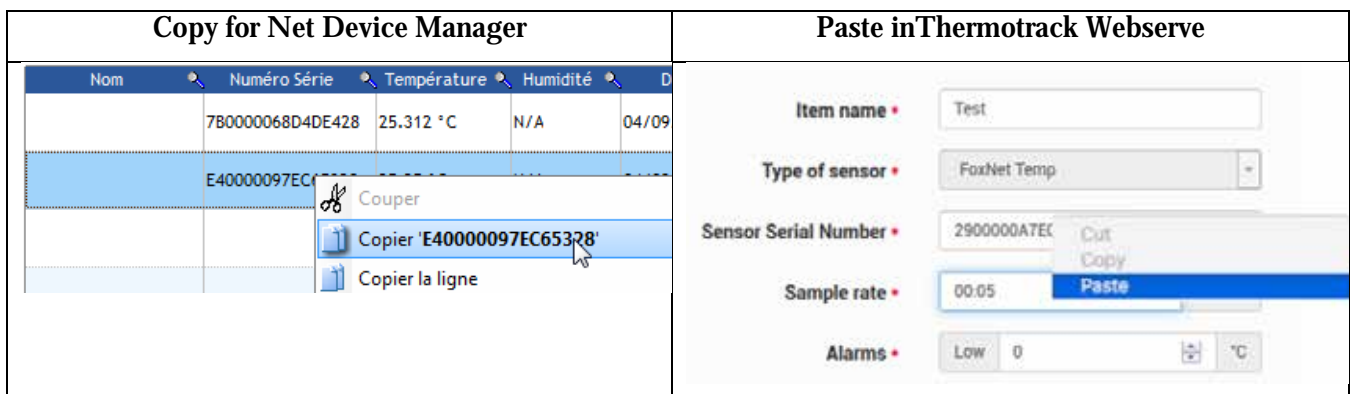 Copy for Net Device Manager
Nom Numéro Série Température Humidité D
7B0000068D4DE428 25.312 °C N/A 04/09
E40000097EC
Couper
Copier 'E40000097EC65328'
Copier la ligne
Paste inThermotrack Webserve
Item name • Test
Type of sensor • FoxNet Temp
Sensor Serial Number • 2900000A7EC
Cut
Copy
Paste
Sample rate • 00:05
Alarms • Low 0 °C